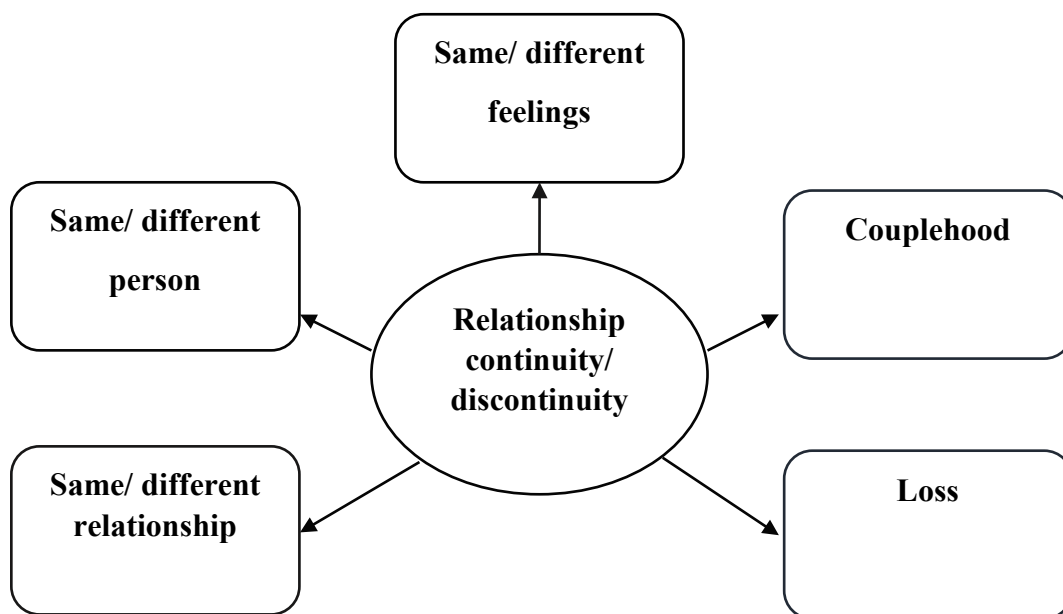 Same/ different
feelings
Same/ different
person
Couplehood
Relationship
continuity/
discontinuity
Same/ different
relationship
Loss